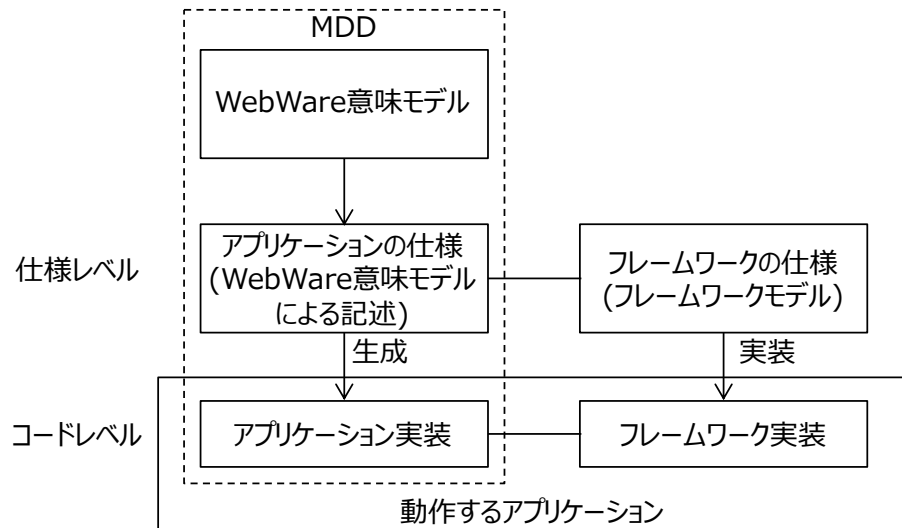 MDD
WebWare意味モデル
仕様レベル
アプリケーションの仕様
(WebWare意味モデル
による記述)
フレームワークの仕様
(フレームワークモデル)
生成
実装
コードレベル
アプリケーション実装
フレームワーク実装
動作するアプリケーション